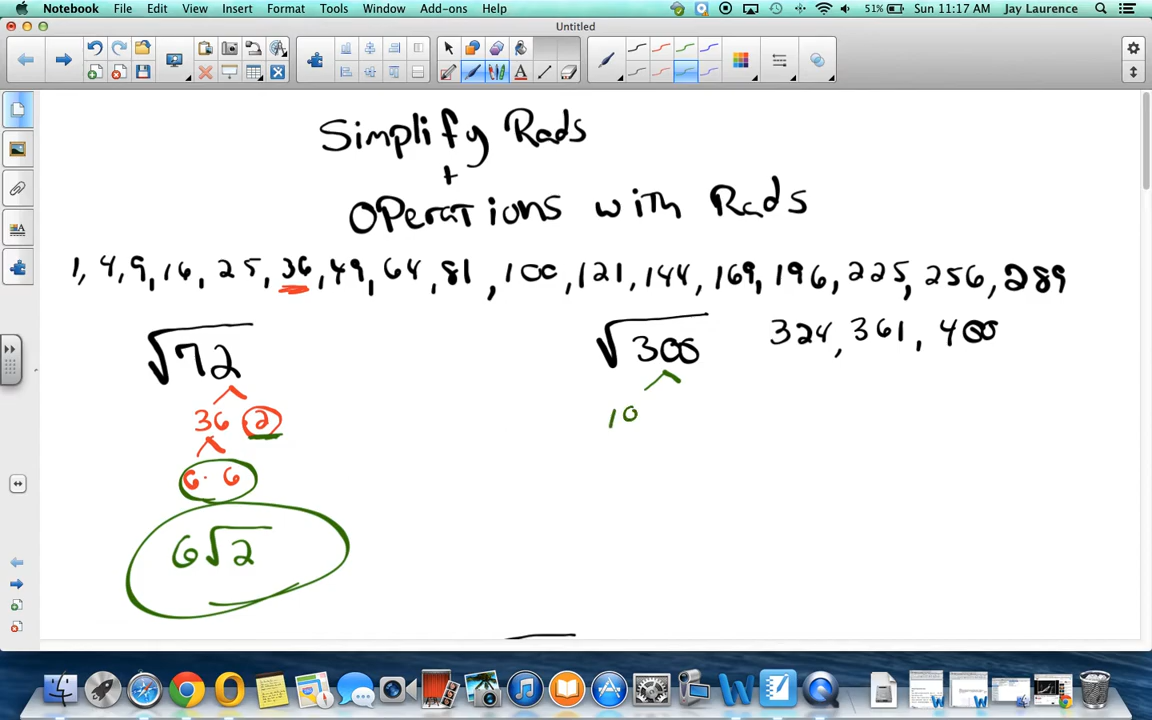 Notebook File Edit View Insert Format Tools Window Add-ons Help 51% Sun 11:17 AM Jay Laurence
Untitled
Simplify Rads
+
Operations with Rads
1, 4, 9, 16, 25, 36, 49, 64, 81, 100, 121, 144, 169, 196, 225, 256, 289
324, 361, 400
√72
√300
36 2
10
6 · 6
6√2